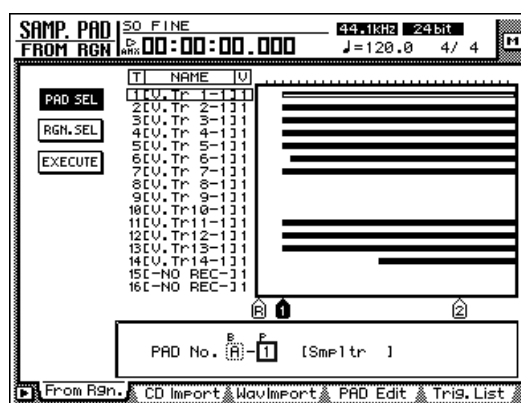 SAMP. PAD
FROM RGN
SO FINE
44.1kHz 24bit
ABS 00:00:00.000
♩=120.0 4/ 4
M
T NAME V
PAD SEL
RGN.SEL
EXECUTE
1[V.Tr 1-1]1
2[V.Tr 2-1]1
3[V.Tr 3-1]1
4[V.Tr 4-1]1
5[V.Tr 5-1]1
6[V.Tr 6-1]1
7[V.Tr 7-1]1
8[V.Tr 8-1]1
9[V.Tr 9-1]1
10[V.Tr10-1]1
11[V.Tr11-1]1
12[V.Tr12-1]1
13[V.Tr13-1]1
14[V.Tr14-1]1
15[-NO REC-]1
16[-NO REC-]1
R 1 2
B P
PAD No. A-1 [Smpltr ]
From Rgn. CD Import WavImport PAD Edit Trig.List